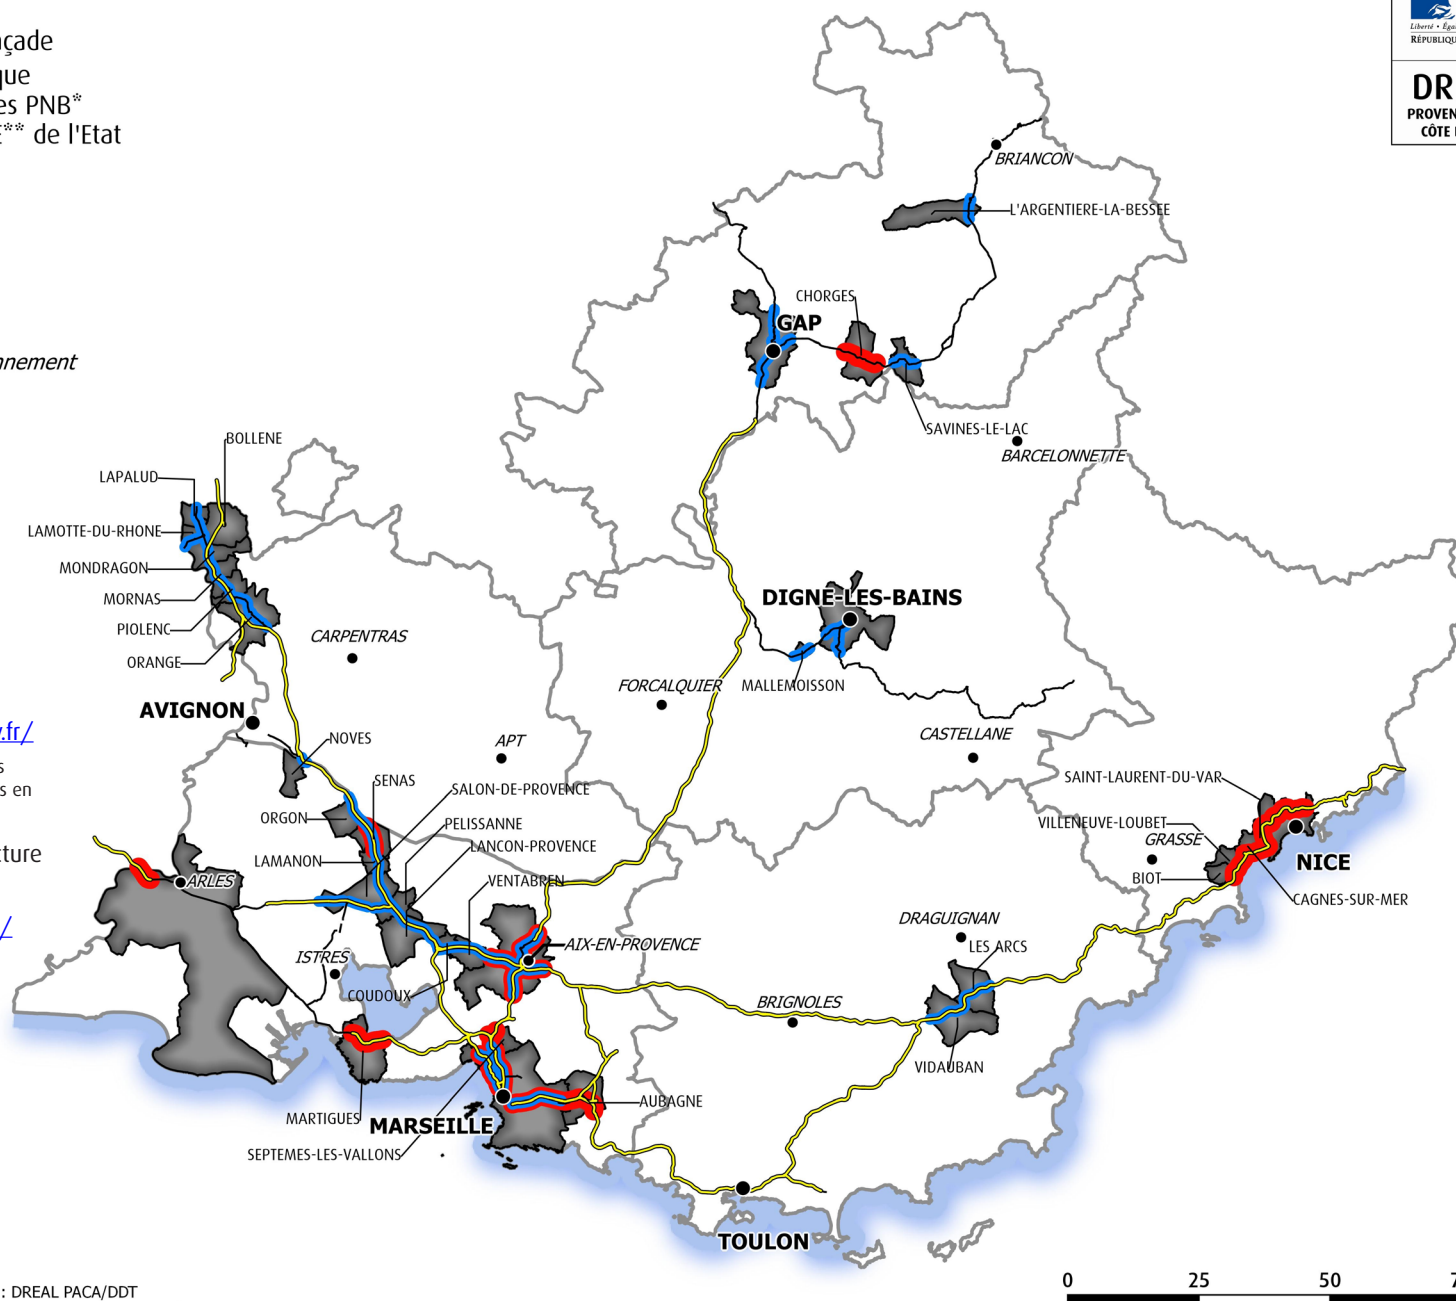 çade
que
es PNB*
E** de l'Etat
Liberté • Éga
RÉPUBLIQU
DR
PROVEN
CÔTE
BRIANCON
L'ARGENTIERE-LA-BESSEE
CHORGES
GAP
nnement
SAVINES-LE-LAC
BARCELONNETTE
BOLLENE
LAPALUD
LAMOTTE-DU-RHONE
MONDRAGON
MORNAS
PIOLENC
ORANGE
CARPENTRAS
DIGNE-LES-BAINS
MALLEMOISSON
FORCALQUIER
AVIGNON
.fr/
s
s en
cture
/
NOVES
APT
CASTELLANE
SENAS
SALON-DE-PROVENCE
ORGON
PELISSANNE
LAMANON
LANCON-PROVENCE
VENTABREN
ARLES
SAINT-LAURENT-DU-VAR
VILLENEUVE-LOUBET
GRASSE
NICE
BIOT
CAGNES-SUR-MER
DRAGUIGNAN
LES ARCS
AIX-EN-PROVENCE
ISTRES
COUDOUX
BRIGNOLES
VIDAUBAN
AUBAGNE
MARTIGUES
MARSEILLE
SEPTEMES-LES-VALLONS
TOULON
: DREAL PACA/DDT
0 25 50 7